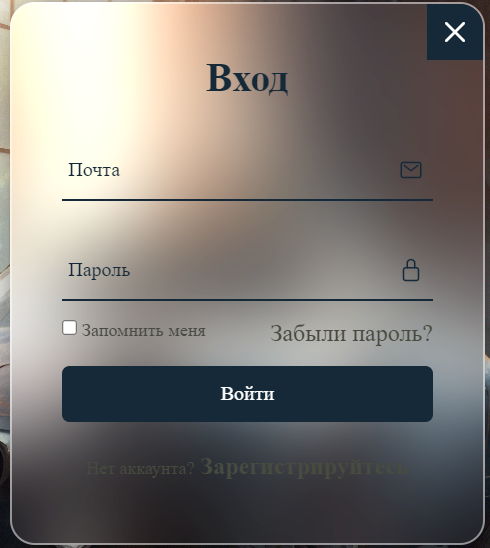 Вход
Почта
Пароль
Запомнить меня Забыли пароль?
Войти
Нет аккаунта? Зарегистрируйтесь